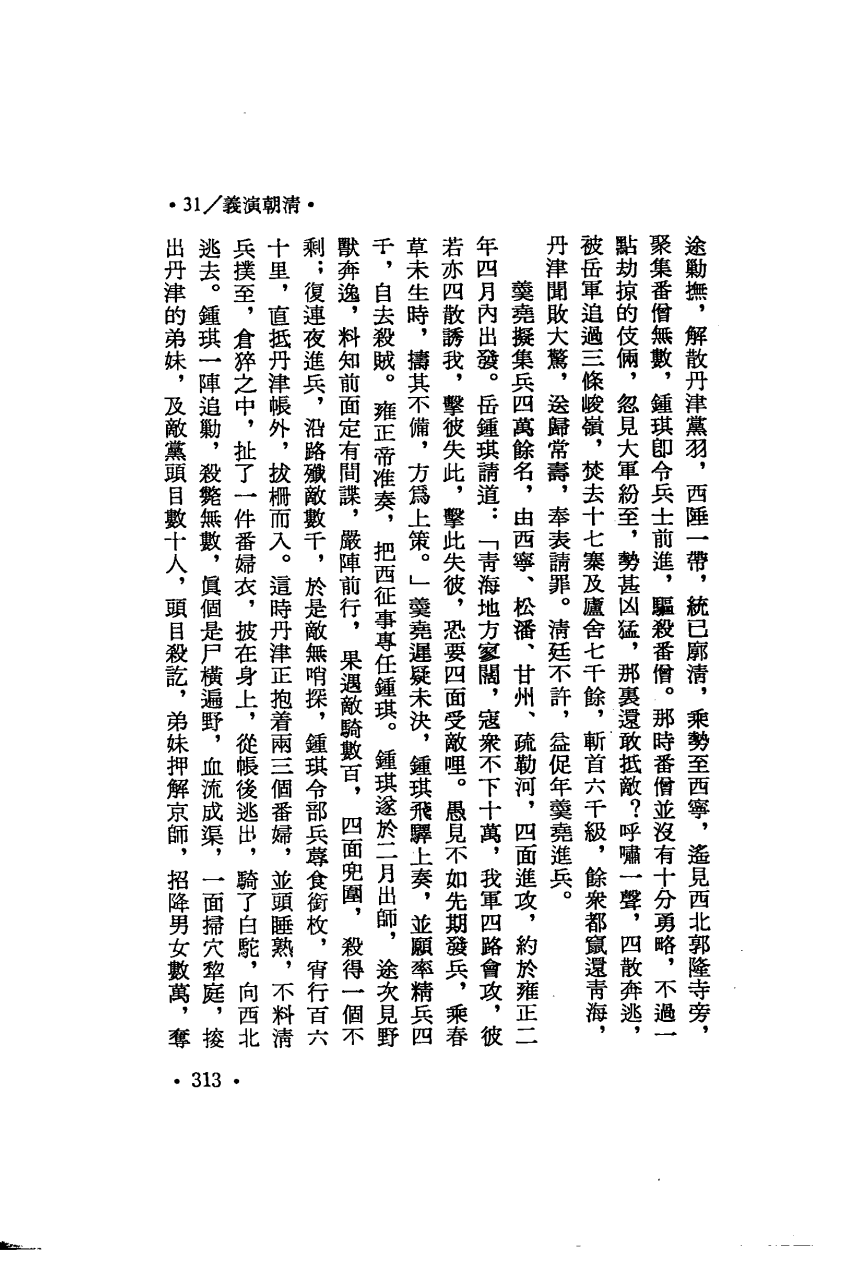 •31／義演朝清•
途勦撫，解散丹津黨羽，西陲一帶，統已廓清，乘勢至西寧，遙見西北郭隆寺旁，
聚集番僧無數，鍾琪卽令兵士前進，驅殺番僧。那時番僧並沒有十分勇略，不過一
點劫掠的伎倆，忽見大軍紛至，勢甚凶猛，那裏還敢抵敵？呼嘯一聲，四散奔逃，
被岳軍追過三條峻嶺，焚去十七寨及廬舍七千餘，斬首六千級，餘衆都竄還靑海，
丹津聞敗大驚，送歸常壽，奉表請罪。淸廷不許，益促年羹堯進兵。
羹堯擬集兵四萬餘名，由西寧、松潘、甘州、疏勒河，四面進攻，約於雍正二
年四月內出發。岳鍾琪請道：「靑海地方寥闊，寇衆不下十萬，我軍四路會攻，彼
若亦四散誘我，擊彼失此，擊此失彼，恐要四面受敵哩。愚見不如先期發兵，乘春
草未生時，擣其不備，方爲上策。」羹堯遲疑未決，鍾琪飛驛上奏，並願率精兵四
千，自去殺賊。雍正帝准奏，把西征事專任鍾琪。鍾琪遂於二月出師，途次見野
獸奔逸，料知前面定有間諜，嚴陣前行，果遇敵騎數百，四面兜圍，殺得一個不
剩；復連夜進兵，沿路殲敵數千，於是敵無哨探，鍾琪令部兵蓐食銜枚，宵行百六
十里，直抵丹津帳外，拔柵而入。這時丹津正抱着兩三個番婦，並頭睡熟，不料淸
兵撲至，倉猝之中，扯了一件番婦衣，披在身上，從帳後逃出，騎了白駝，向西北
逃去。鍾琪一陣追勦，殺斃無數，眞個是尸橫遍野，血流成渠，一面掃穴犂庭，搜
出丹津的弟妹，及敵黨頭目數十人，頭目殺訖，弟妹押解京師，招降男女數萬，奪
•313•